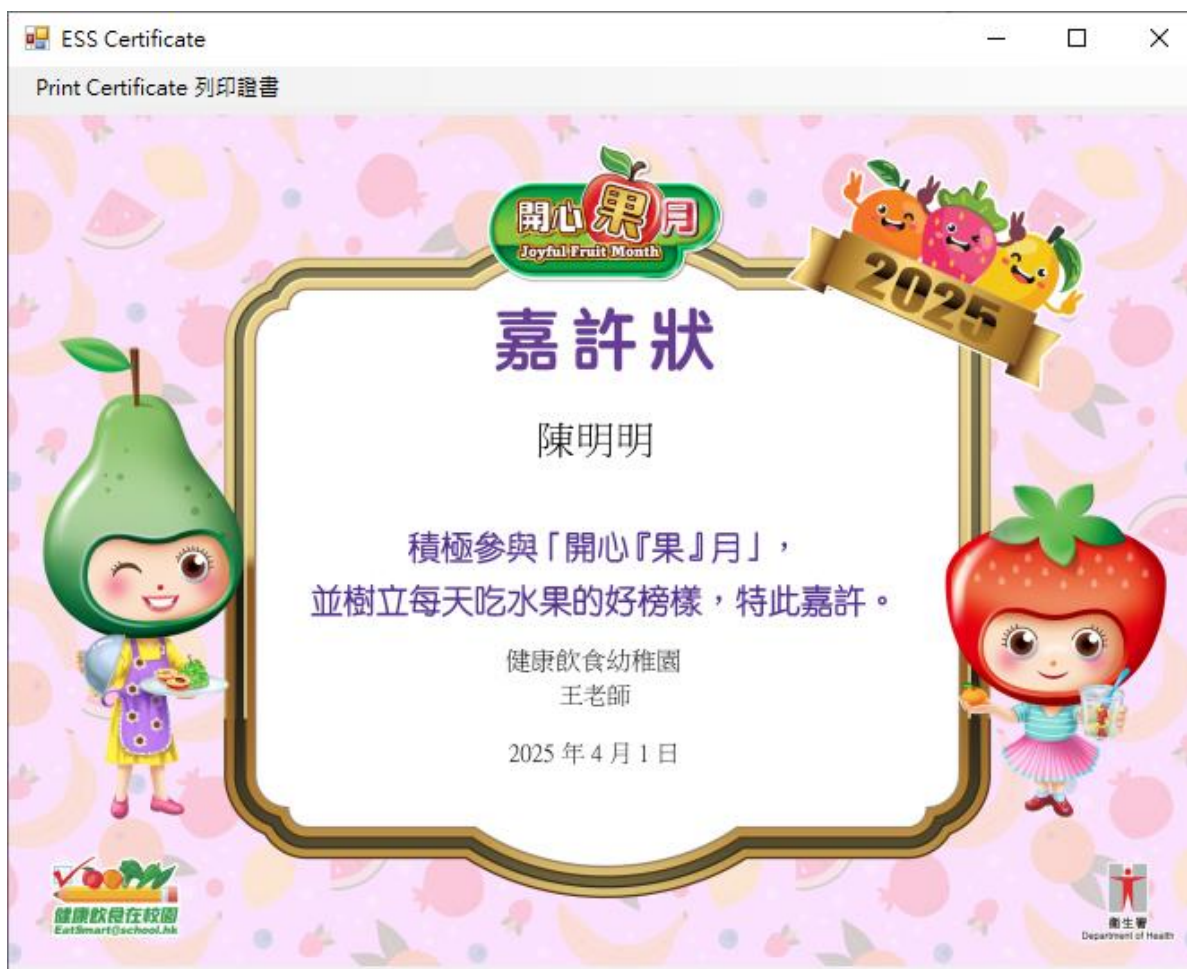 ESS Certificate
Print Certificate 列印證書
開心果月
Joyful Fruit Month
2025
嘉許狀
陳明明
積極參與「開心『果』月」，
並樹立每天吃水果的好榜樣，特此嘉許。
健康飲食幼稚園
王老師
2025 年 4 月 1 日
健康飲食在校園
EatSmart@school.hk
衞生署
Department of Health